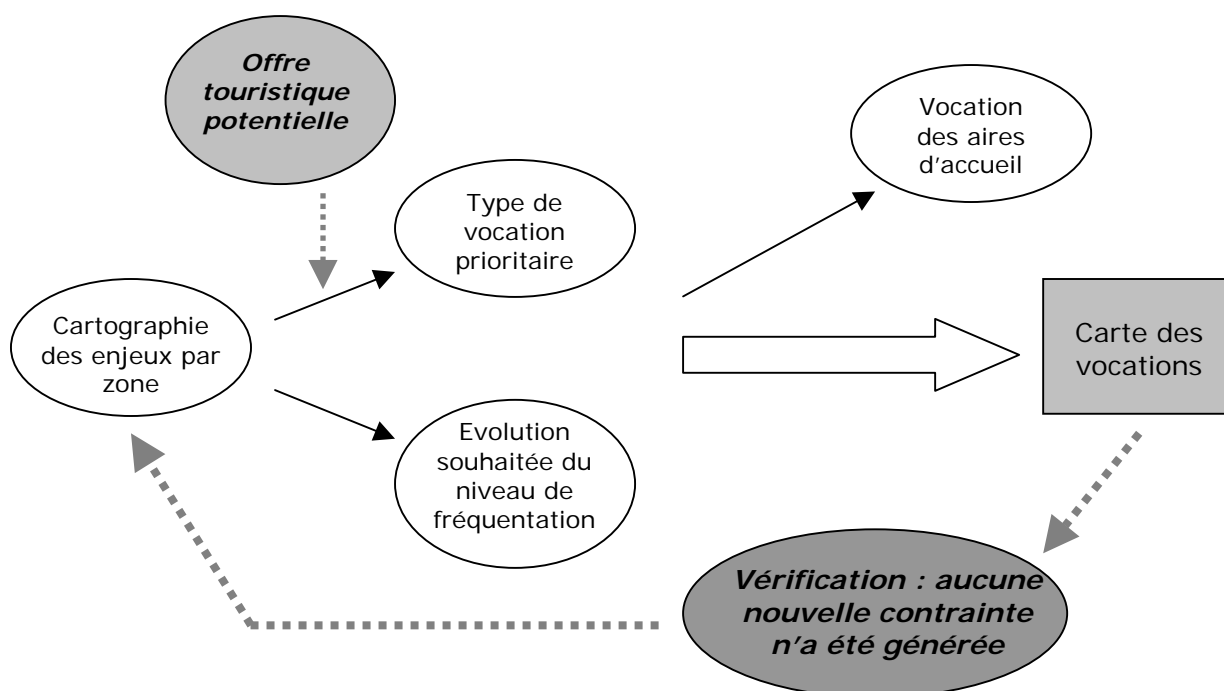 Offre
touristique
potentielle
Vocation
des aires
d'accueil
Type de
vocation
prioritaire
Cartographie
des enjeux par
zone
Carte des
vocations
Evolution
souhaitée du
niveau de
fréquentation
Vérification : aucune
nouvelle contrainte
n'a été générée